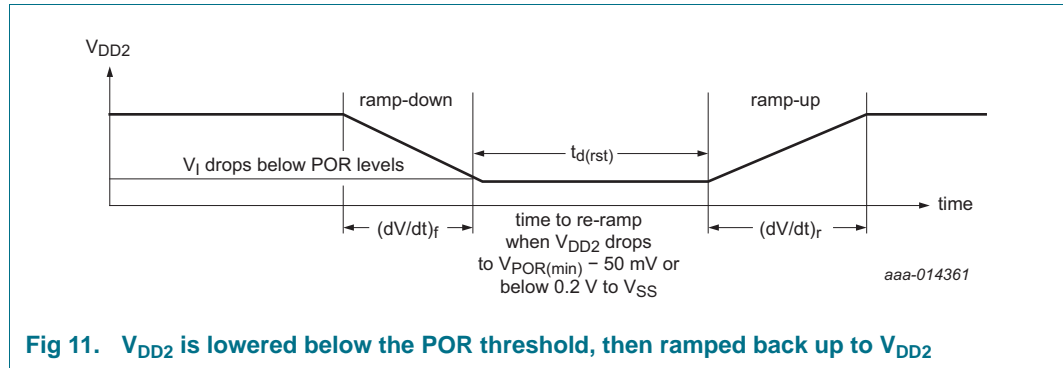 VDD2
ramp-down
ramp-up
td(rst)
VI drops below POR levels
time
(dV/dt)f
time to re-ramp
when VDD2 drops
to VPOR(min) − 50 mV or
below 0.2 V to VSS
(dV/dt)r
aaa-014361
Fig 11. VDD2 is lowered below the POR threshold, then ramped back up to VDD2